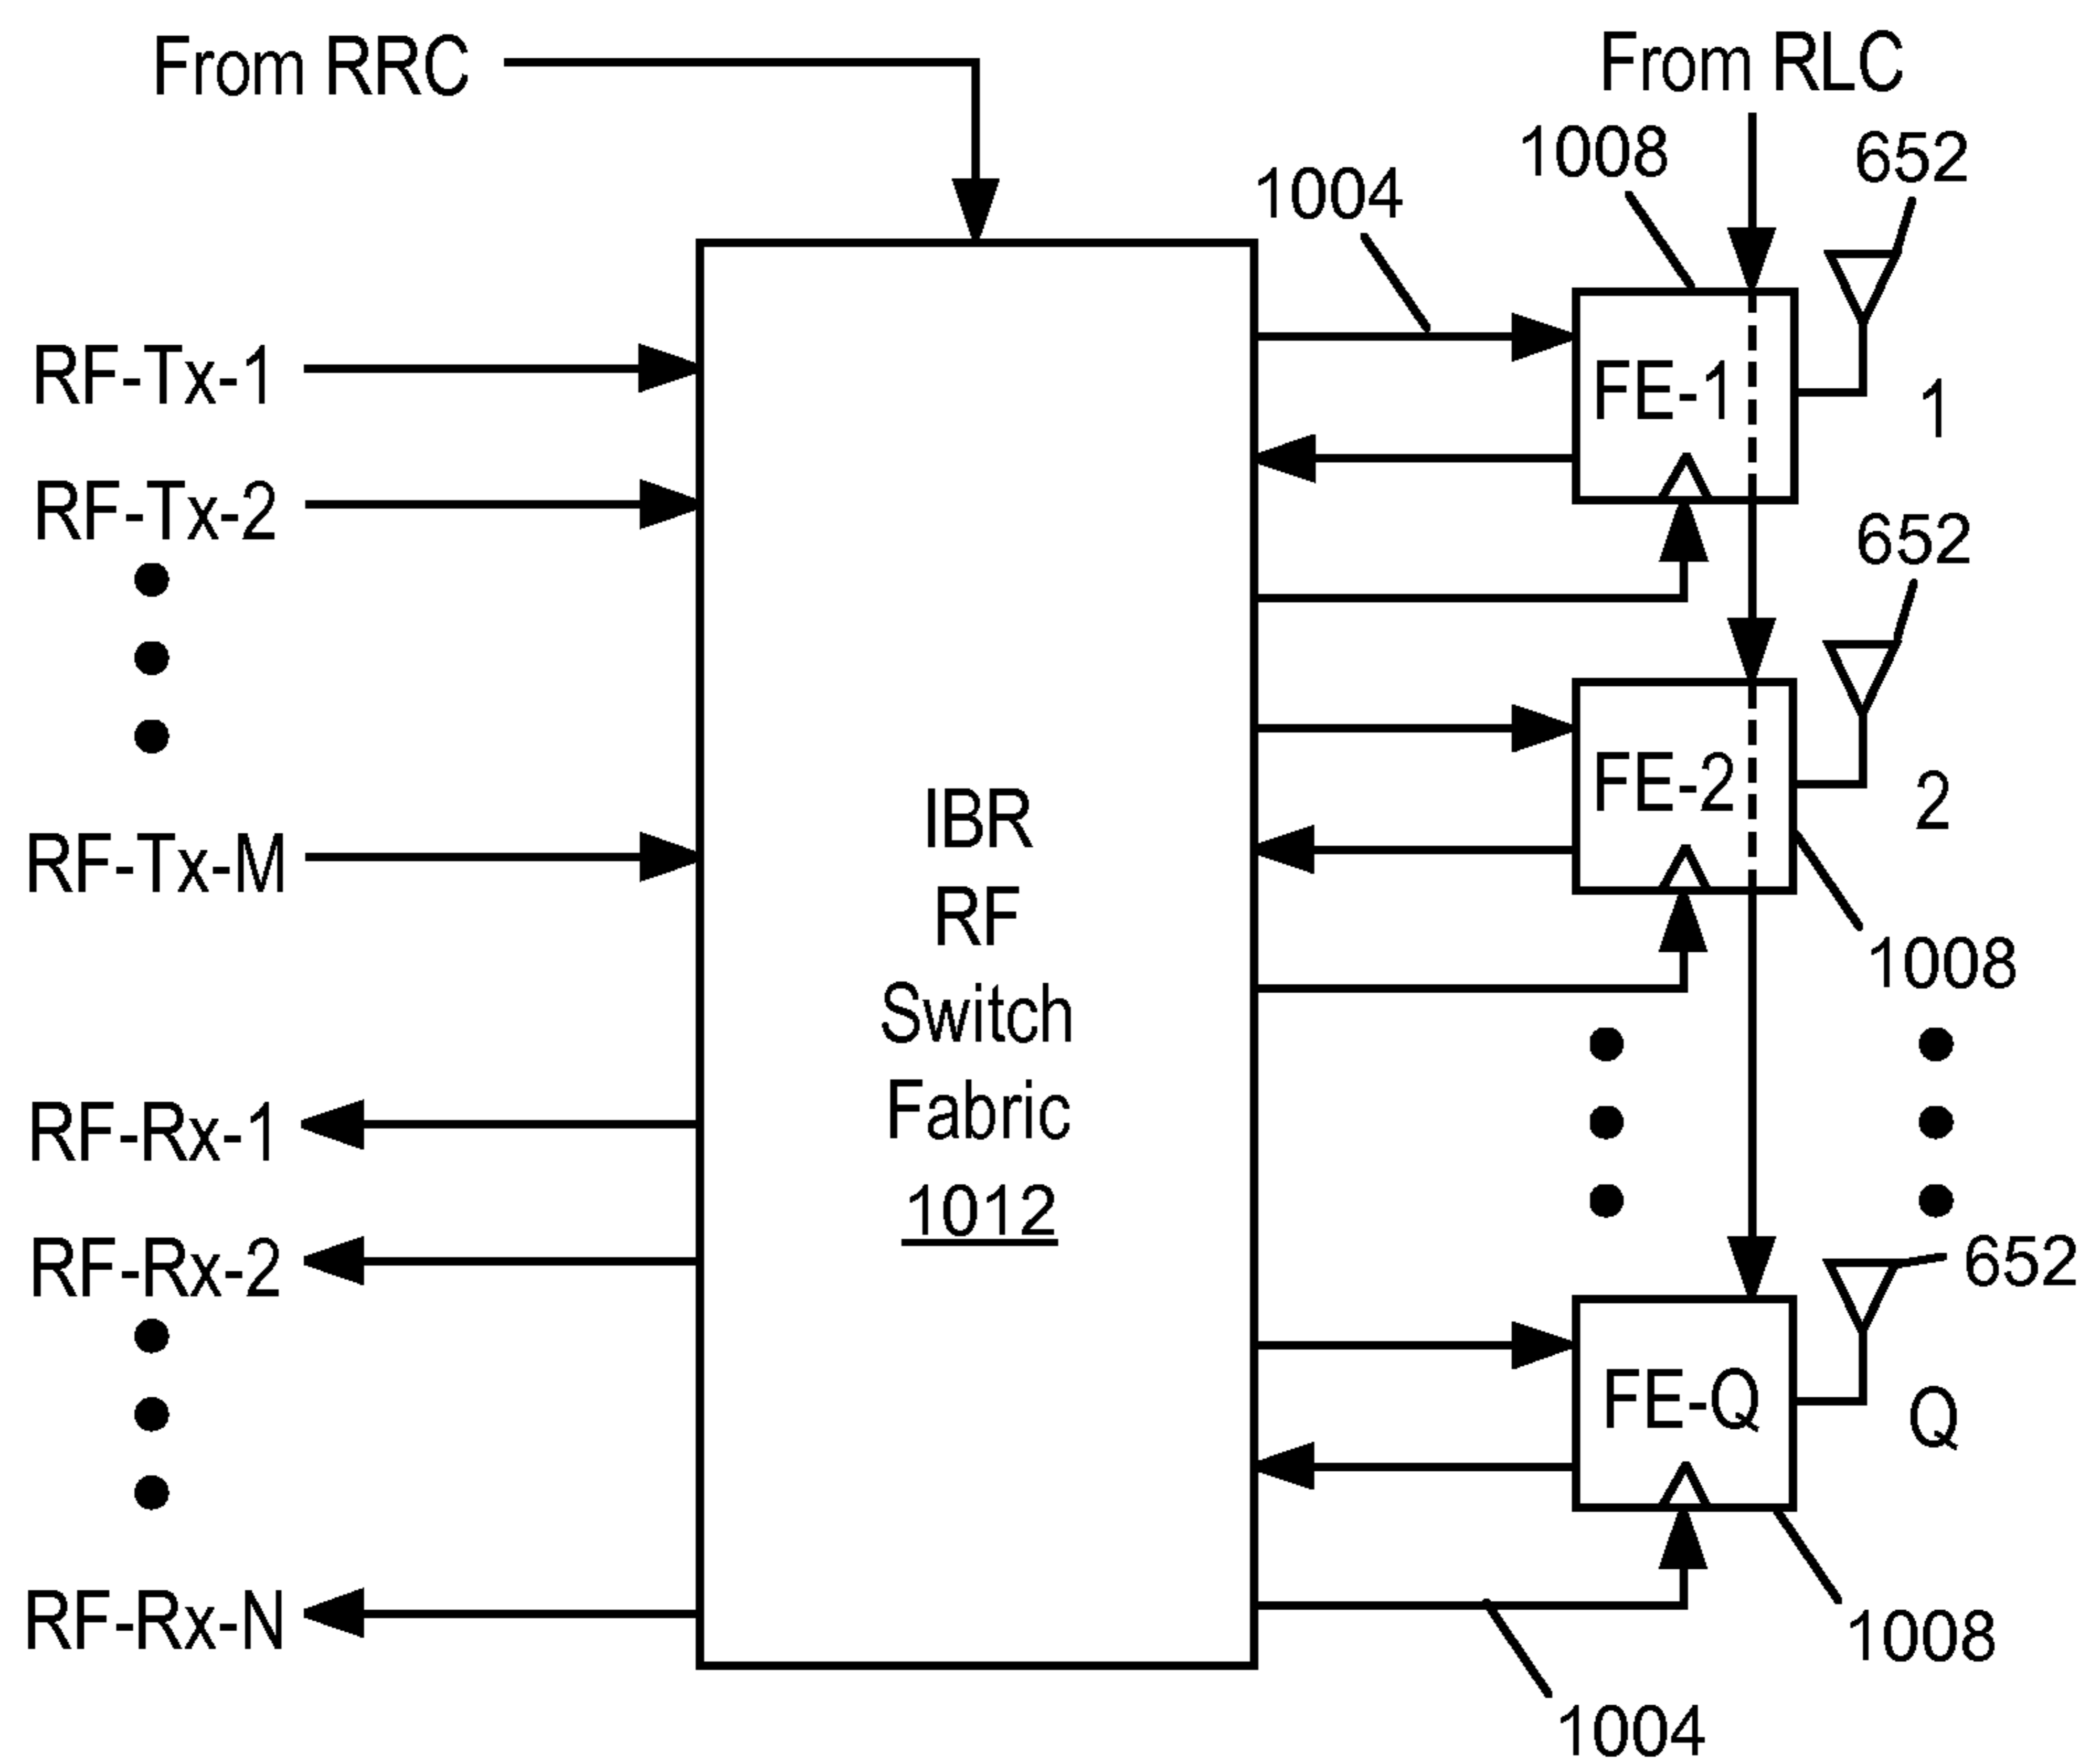 From RRC
From RLC
1008
652
1004
RF-Tx-1
FE-1
1
RF-Tx-2
652
RF-Tx-M
IBR
RF
Switch
Fabric
1012
FE-2
2
1008
RF-Rx-1
RF-Rx-2
652
FE-Q
Q
RF-Rx-N
1008
1004